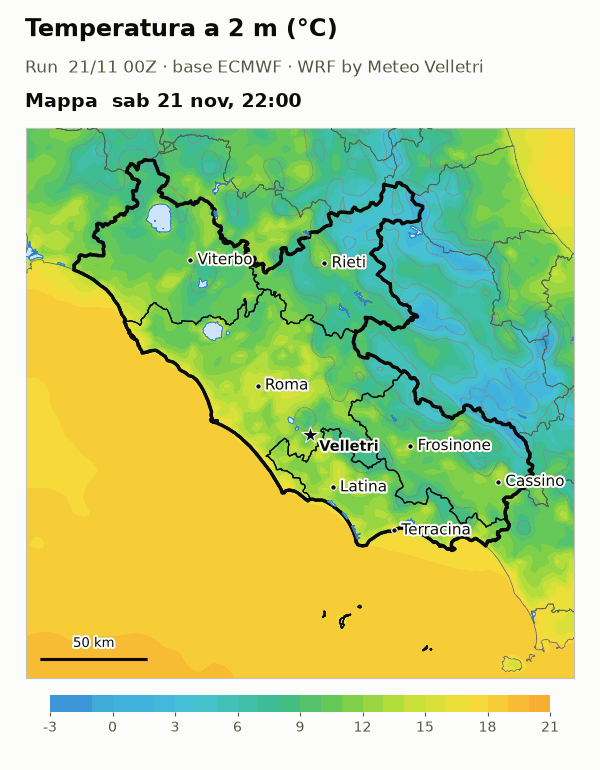 Temperatura a 2 m (°C)
Run  21/11 00Z · base ECMWF · WRF by Meteo Velletri
Mappa  sab 21 nov, 22:00
Viterbo
Rieti
Roma
Velletri
Frosinone
Latina
Cassino
Terracina
50 km
-3 0 3 6 9 12 15 18 21